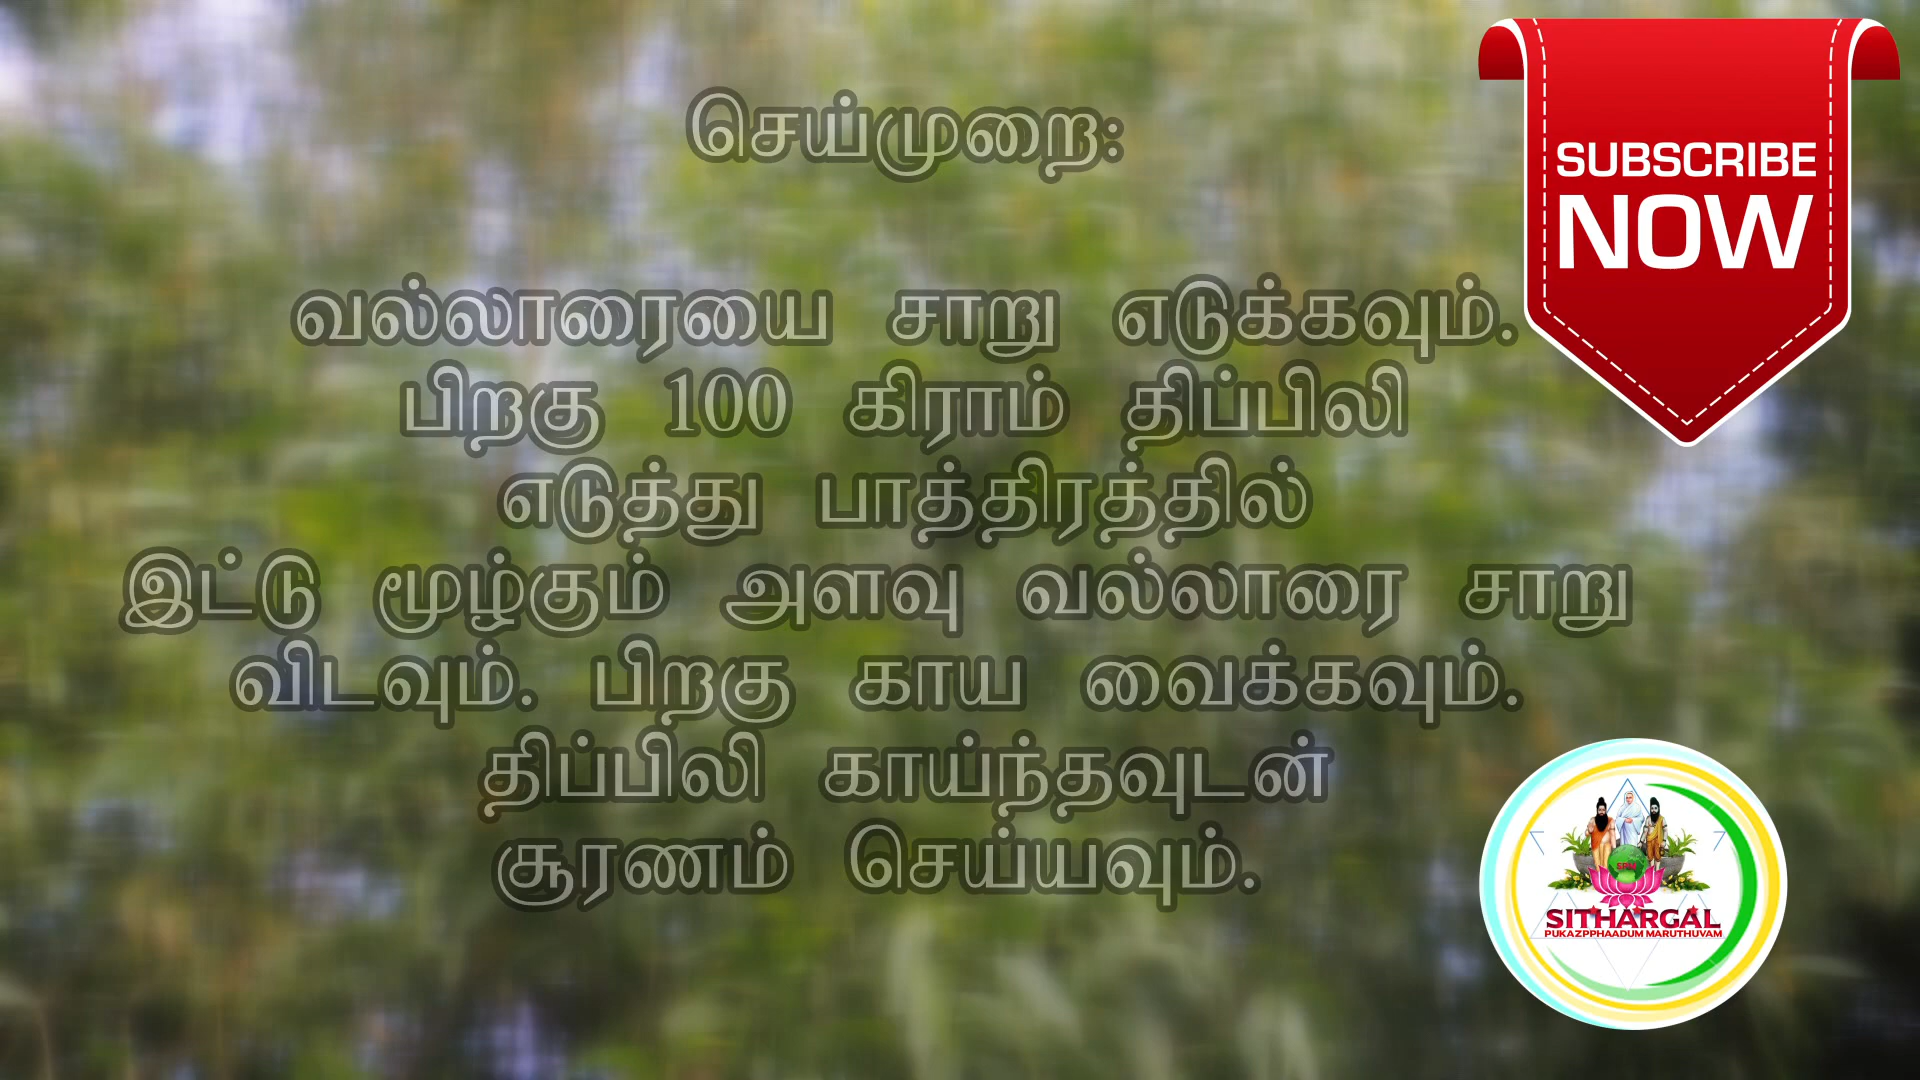 செய்முறை:
SUBSCRIBE
NOW
வல்லாரையை சாறு எடுக்கவும்.
பிறகு 100 கிராம் திப்பிலி
எடுத்து பாத்திரத்தில்
இட்டு மூழ்கும் அளவு வல்லாரை சாறு
விடவும். பிறகு காய வைக்கவும்.
திப்பிலி காய்ந்தவுடன்
சூரணம் செய்யவும்.
SITHARGAL
PUKAZPPHAADUM MARUTHUVAM